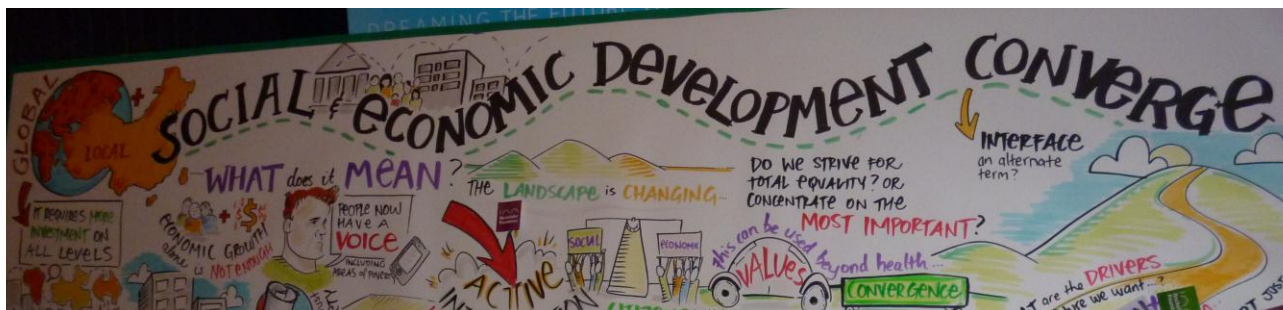 DREAMING THE FUTURE
SOCIAL & ECONOMIC DEVELOPMENT CONVERGE
GLOBAL
LOCAL
IT REQUIRES MORE
INVESTMENT ON
ALL LEVELS
WHAT does it MEAN?
ECONOMIC GROWTH
alone is NOT ENOUGH
PEOPLE NOW
HAVE A
VOICE
INCLUDING
AREAS of POVERTY
THE LANDSCAPE is CHANGING...
ACTIVE
SOCIAL
ECONOMIC
DO WE STRIVE FOR
TOTAL EQUALITY? OR
CONCENTRATE ON THE
MOST IMPORTANT?
This can be used beyond health...
VALUES
CONVERGENCE
INTERFACE
an alternate
term?
are the DRIVERS
we want...?